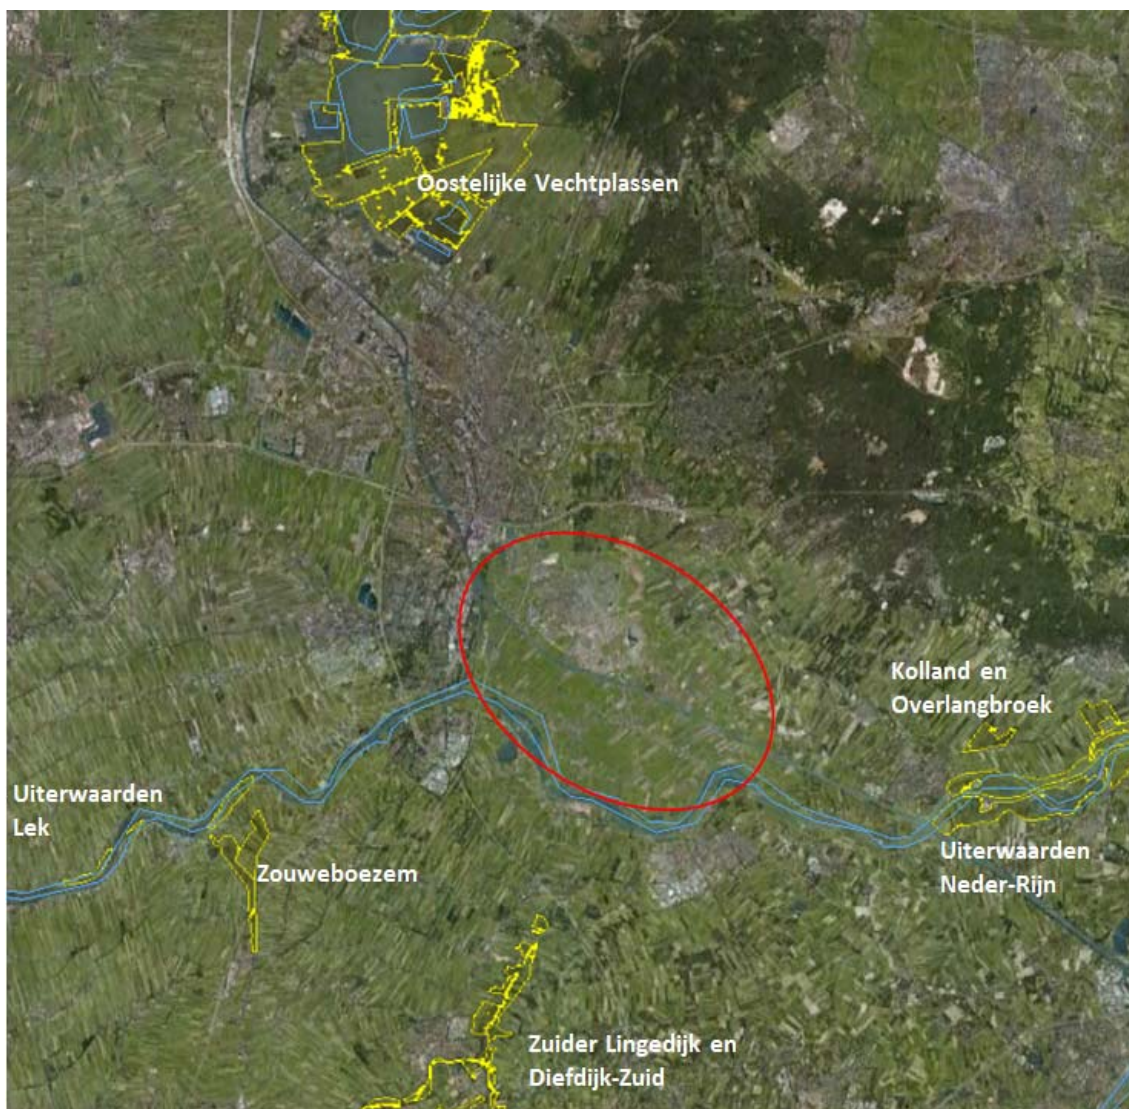 Oostelijke Vechtplassen
Kolland en
Overlangbroek
Uiterwaarden
Lek
Zouweboezem
Uiterwaarden
Neder-Rijn
Zuider Lingedijk en
Diefdijk-Zuid